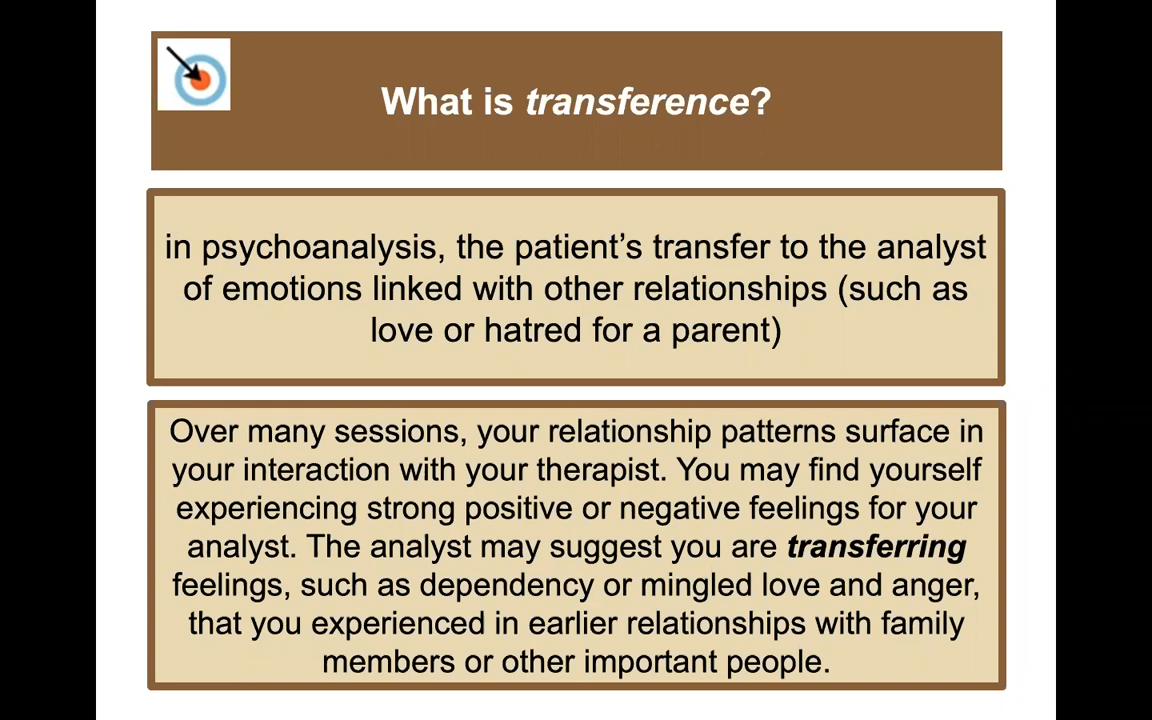 What is transference?
in psychoanalysis, the patient’s transfer to the analyst
of emotions linked with other relationships (such as
love or hatred for a parent)
Over many sessions, your relationship patterns surface in
your interaction with your therapist. You may find yourself
experiencing strong positive or negative feelings for your
analyst. The analyst may suggest you are transferring
feelings, such as dependency or mingled love and anger,
that you experienced in earlier relationships with family
members or other important people.